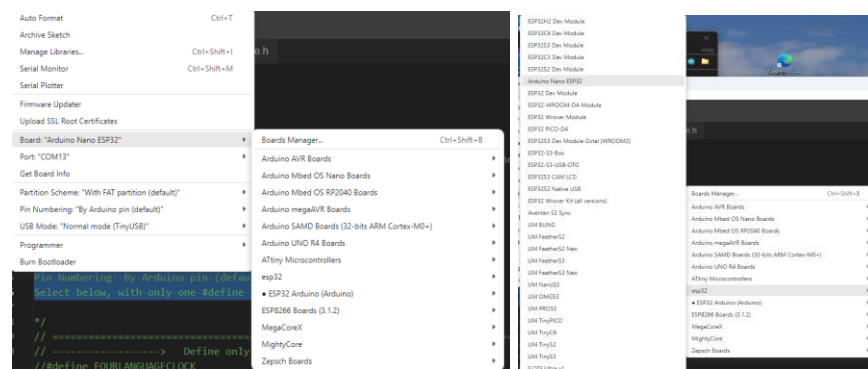 Auto Format Ctrl+T
Archive Sketch
Manage Libraries... Ctrl+Shift+I
Serial Monitor Ctrl+Shift+M
Serial Plotter
Firmware Updater
Upload SSL Root Certificates
Board: "Arduino Nano ESP32"
Port: "COM13"
Get Board Info
Partition Scheme: "With FAT partition (default)"
Pin Numbering: "By Arduino pin (default)"
USB Mode: "Normal mode (TinyUSB)"
Programmer
Burn Bootloader
Boards Manager... Ctrl+Shift+B
Arduino AVR Boards
Arduino Mbed OS Nano Boards
Arduino Mbed OS RP2040 Boards
Arduino megaAVR Boards
Arduino SAMD Boards (32-bits ARM Cortex-M0+)
Arduino UNO R4 Boards
ATtiny Microcontrollers
esp32
• ESP32 Arduino (Arduino)
ESP8266 Boards (3.1.2)
MegaCoreX
MightyCore
Zepsch Boards
Pin Numbering: By Arduino pin (defau
Select below, with only one #define
*/
// ====================================
// -----------------> Define only
//#define FOURLANGUAGECLOCK
ESP32H2 Dev Module
ESP32C6 Dev Module
ESP32S3 Dev Module
ESP32C3 Dev Module
ESP32S2 Dev Module
Arduino Nano ESP32
ESP32 Dev Module
ESP32-WROOM-DA Module
ESP32 Wrover Module
ESP32 PICO-D4
ESP32S3 Dev Module Octal (WROOM2)
ESP32-S3-Box
ESP32-S3-USB-OTG
ESP32S3 CAM LCD
ESP32S2 Native USB
ESP32 Wrover Kit (all versions)
Aventen S3 Sync
UM BLING
UM FeatherS2
UM FeatherS2 Neo
UM FeatherS3
UM FeatherS3 Neo
UM NanoS3
UM OMGS3
UM PROS3
UM TinyPICO
UM TinyC6
UM TinyS2
UM TinyS3
S.ODI Ultra v1
Help
Boards Manager... Ctrl+Shift+B
Arduino AVR Boards
Arduino Mbed OS Nano Boards
Arduino Mbed OS RP2040 Boards
Arduino megaAVR Boards
Arduino SAMD Boards (32-bits ARM Cortex-M0+)
Arduino UNO R4 Boards
ATtiny Microcontrollers
esp32
• ESP32 Arduino (Arduino)
ESP8266 Boards (3.1.2)
MegaCoreX
MightyCore
Zepsch Boards